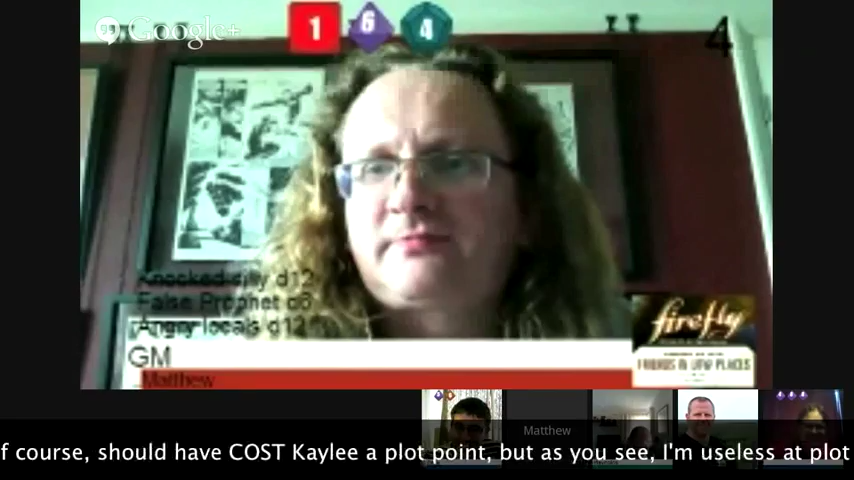 Google+
1
6
4
4
Knocked silly d12
False Prophet d6
Angry locals d12
GM
Matthew
firefly
FRIENDS IN LOW PLACES
Matthew
f course, should have COST Kaylee a plot point, but as you see, I'm useless at plot